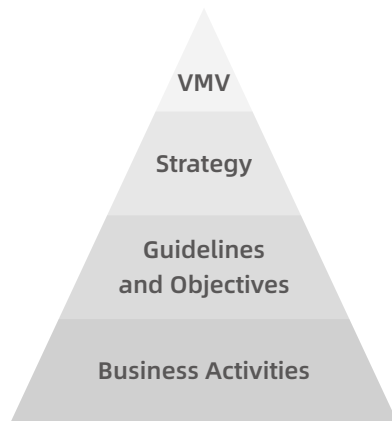 VMV
Strategy
Guidelines
and Objectives
Business Activities